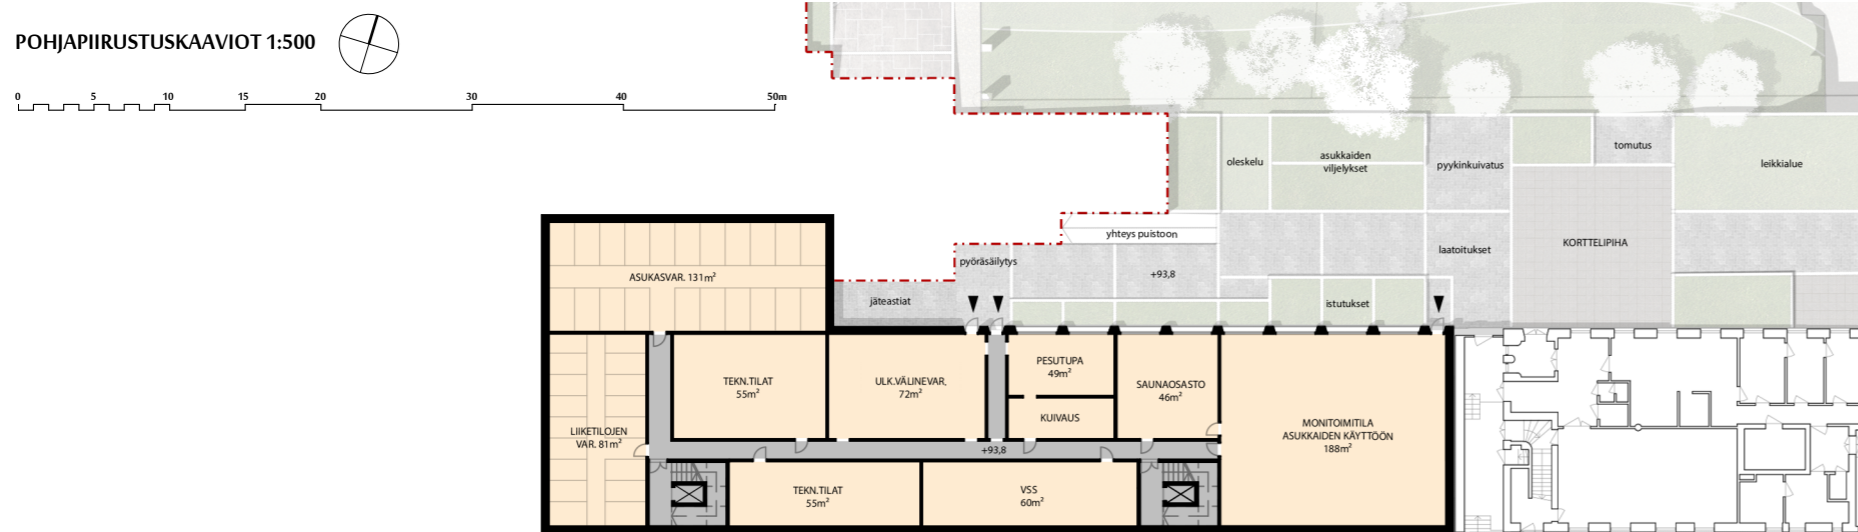 POHJAPIIRUSTUSKAAVIOT 1:500
0 5 10 15 20 30 40 50m
oleskelu
asukkaiden
viljelykset
pyykinkuivatus
tomutus
leikkialue
yhteys puistoon
pyöräsäilytys
+93,8
laatoitukset
KORTTELIPIHA
jäteastiat
istutukset
ASUKASVAR. 131m²
TEKN.TILAT
55m²
ULK.VÄLINEVAR,
72m²
PESUTUPA
49m²
KUIVAUS
SAUNAOSASTO
46m²
MONITOIMITILA
ASUKKAIDEN KÄYTTÖÖN
188m²
LIIKETILOJEN
VAR. 81m²
+93,8
TEKN.TILAT
55m²
VSS
60m²